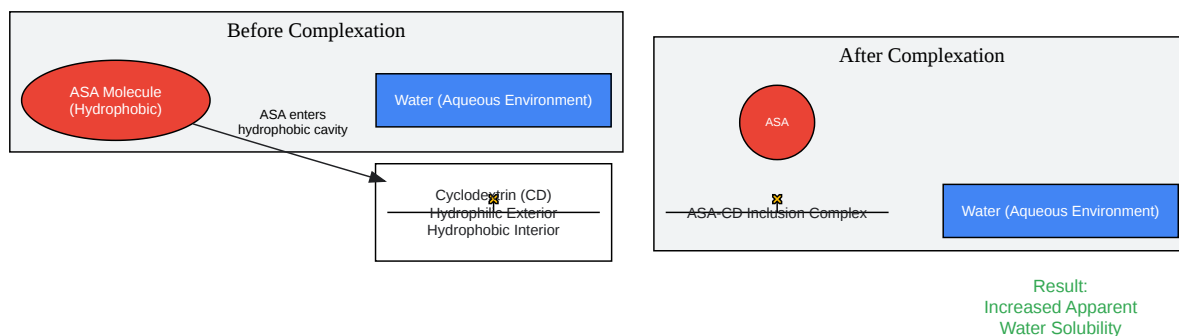 Before Complexation
ASA Molecule
(Hydrophobic)
Water (Aqueous Environment)
ASA enters
hydrophobic cavity
Cyclodextrin (CD)
Hydrophilic Exterior
Hydrophobic Interior
After Complexation
ASA
ASA-CD Inclusion Complex
Water (Aqueous Environment)
Result:
Increased Apparent
Water Solubility